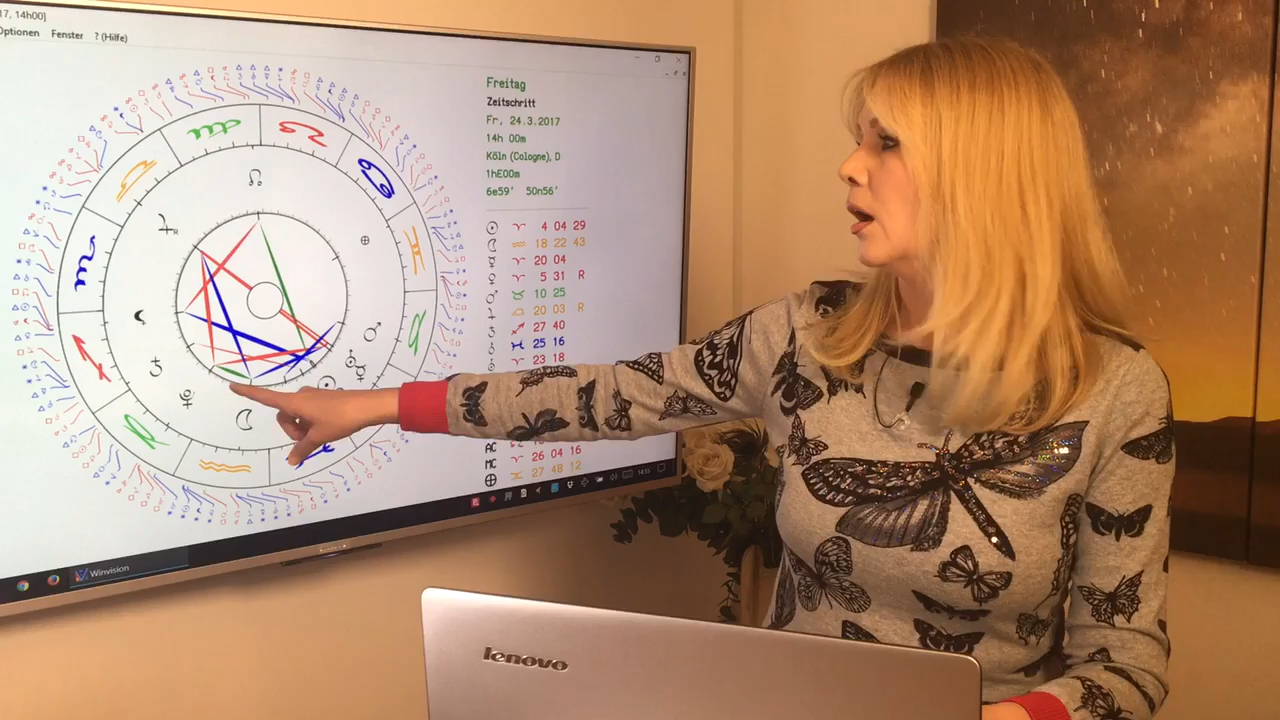 17, 14h00]
Optionen Fenster ? (Hilfe)
Freitag
Zeitschritt
Fr, 24.3.2017
14h 00m
Köln (Cologne), D
1hE00m
6e59' 50n56'
☉ ♈ 4 04 29
☽ ♒ 18 22 43
☿ ♈ 20 04
♀ ♈ 5 31 R
♂ ♉ 10 25
♃ ♎ 20 03 R
♄ ♐ 27 40
♓ 25 16
♈ 23 18
AC
MC ♈ 26 04 16
⊕ ♊ 27 48 12
14:55
Winvision
lenovo